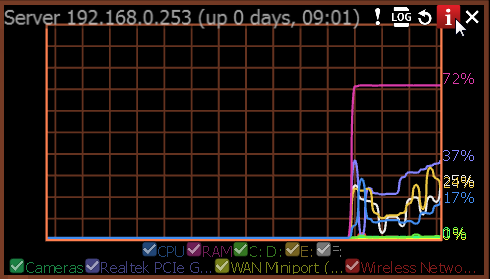 Server 192.168.0.253 (up 0 days, 09:01) ! LOG i
72%
37%
25%
17%
0%
CPU RAM C: D: E: F:
Cameras Realtek PCIe G... WAN Miniport (... Wireless Netwo...